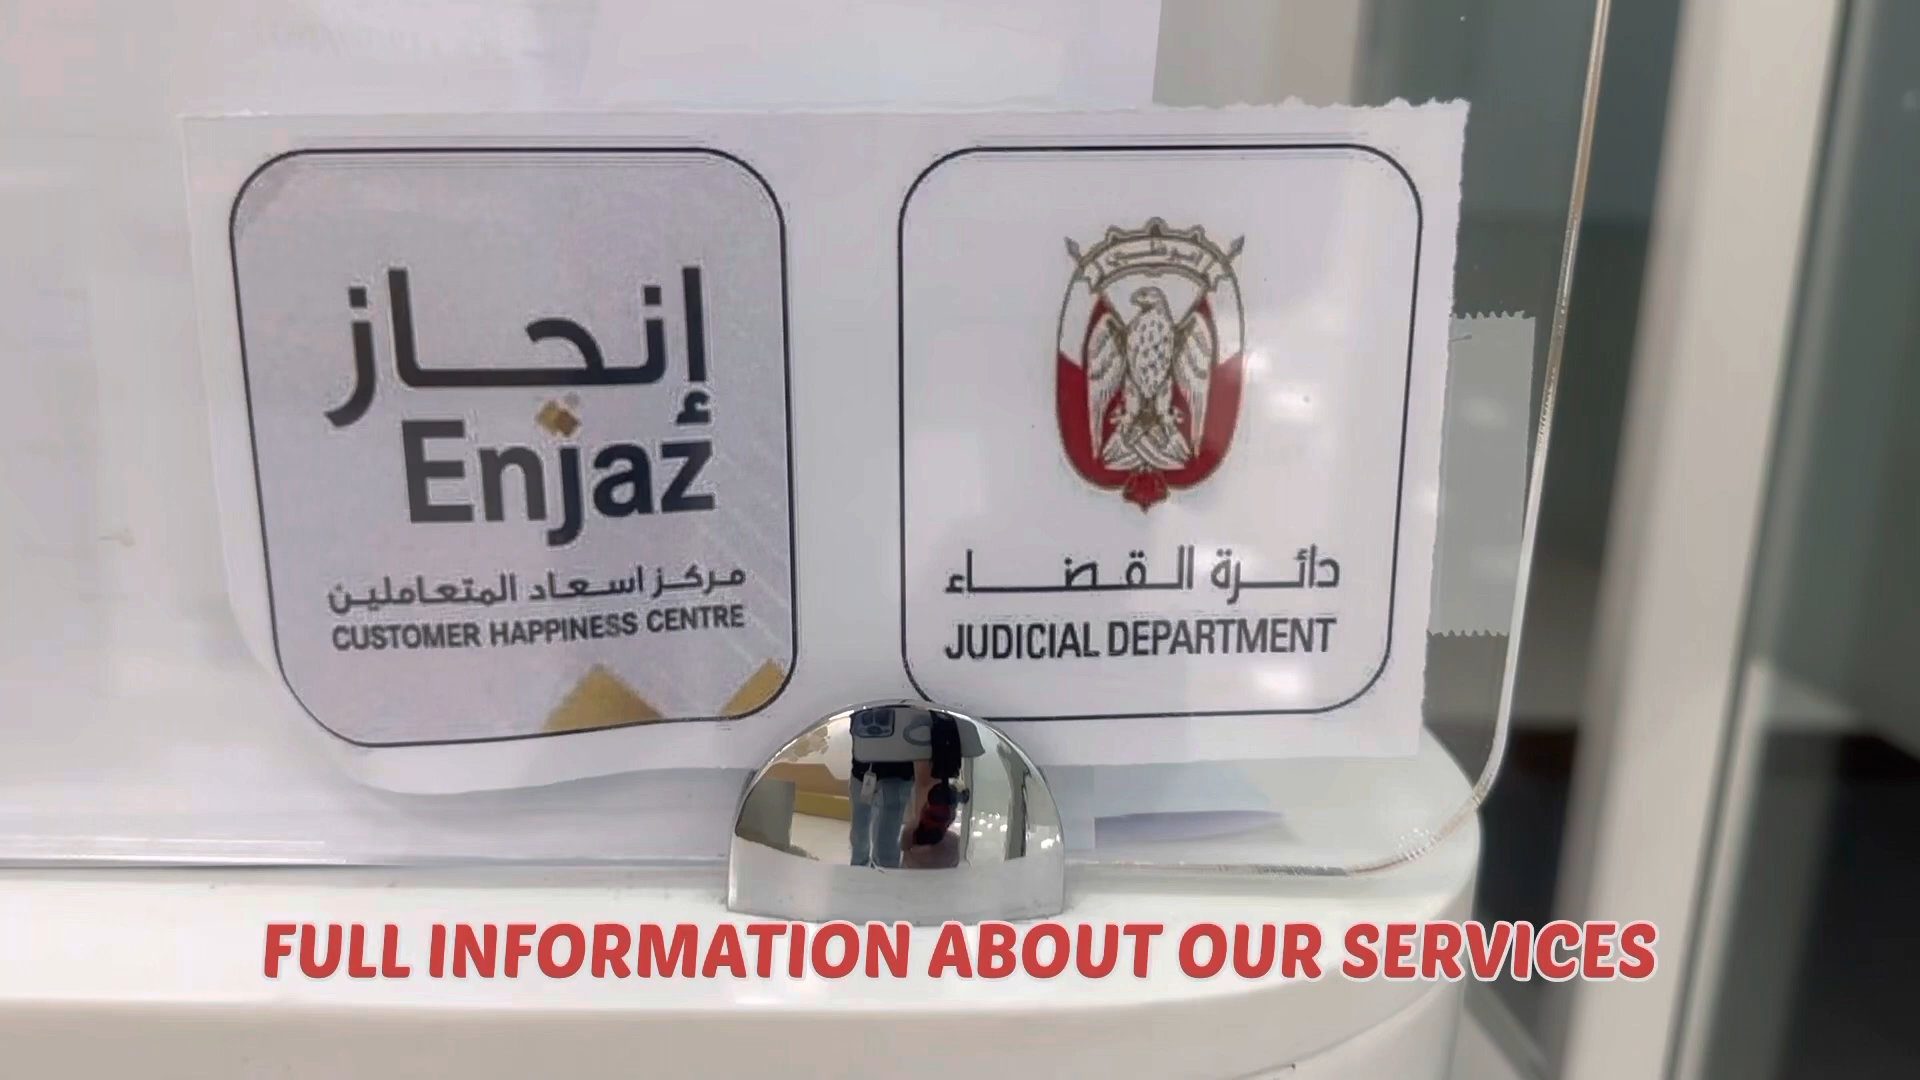 إنجاز
Enjaz
مركز اسعاد المتعاملين
CUSTOMER HAPPINESS CENTRE
دائرة القضاء
JUDICIAL DEPARTMENT
FULL INFORMATION ABOUT OUR SERVICES